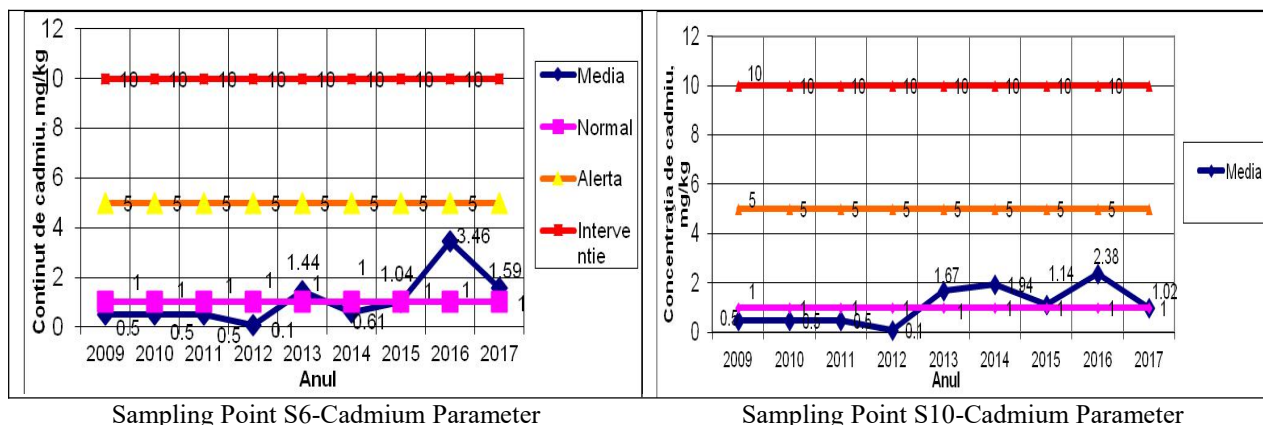 Continut de cadmiu, mg/kg
12
10
8
6
4
2
0
10 10 10 10 10 10 10 10
5 5 5 5 5 5 5 5
1 1 1 1 1 1 1 1 1
0.5 0.5 0.5 0.1 1.44 0.61 1.04 3.46 1.59
2009 2010 2011 2012 2013 2014 2015 2016 2017
Anul
Media
Normal
Alerta
Interve
ntie
Sampling Point S6-Cadmium Parameter
Concentraţia de cadmiu,
mg/kg
12
10
8
6
4
2
0
10 10 10 10 10 10 10 10
5 5 5 5 5 5 5 5
1 1 1 1 1 1 1 1 1
0.5 0.5 0.5 0.1 1.67 1.94 1.14 2.38 1.02
2009 2010 2011 2012 2013 2014 2015 2016 2017
Anul
Media
Sampling Point S10-Cadmium Parameter